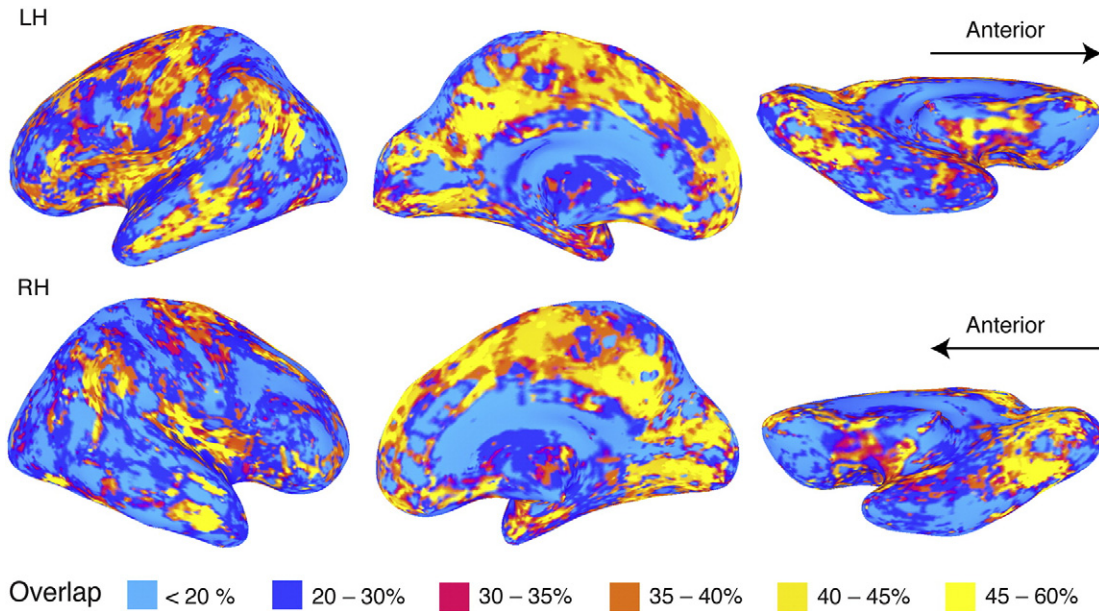 LH
Anterior
RH
Anterior
Overlap < 20 % 20 – 30% 30 – 35% 35 – 40% 40 – 45% 45 – 60%